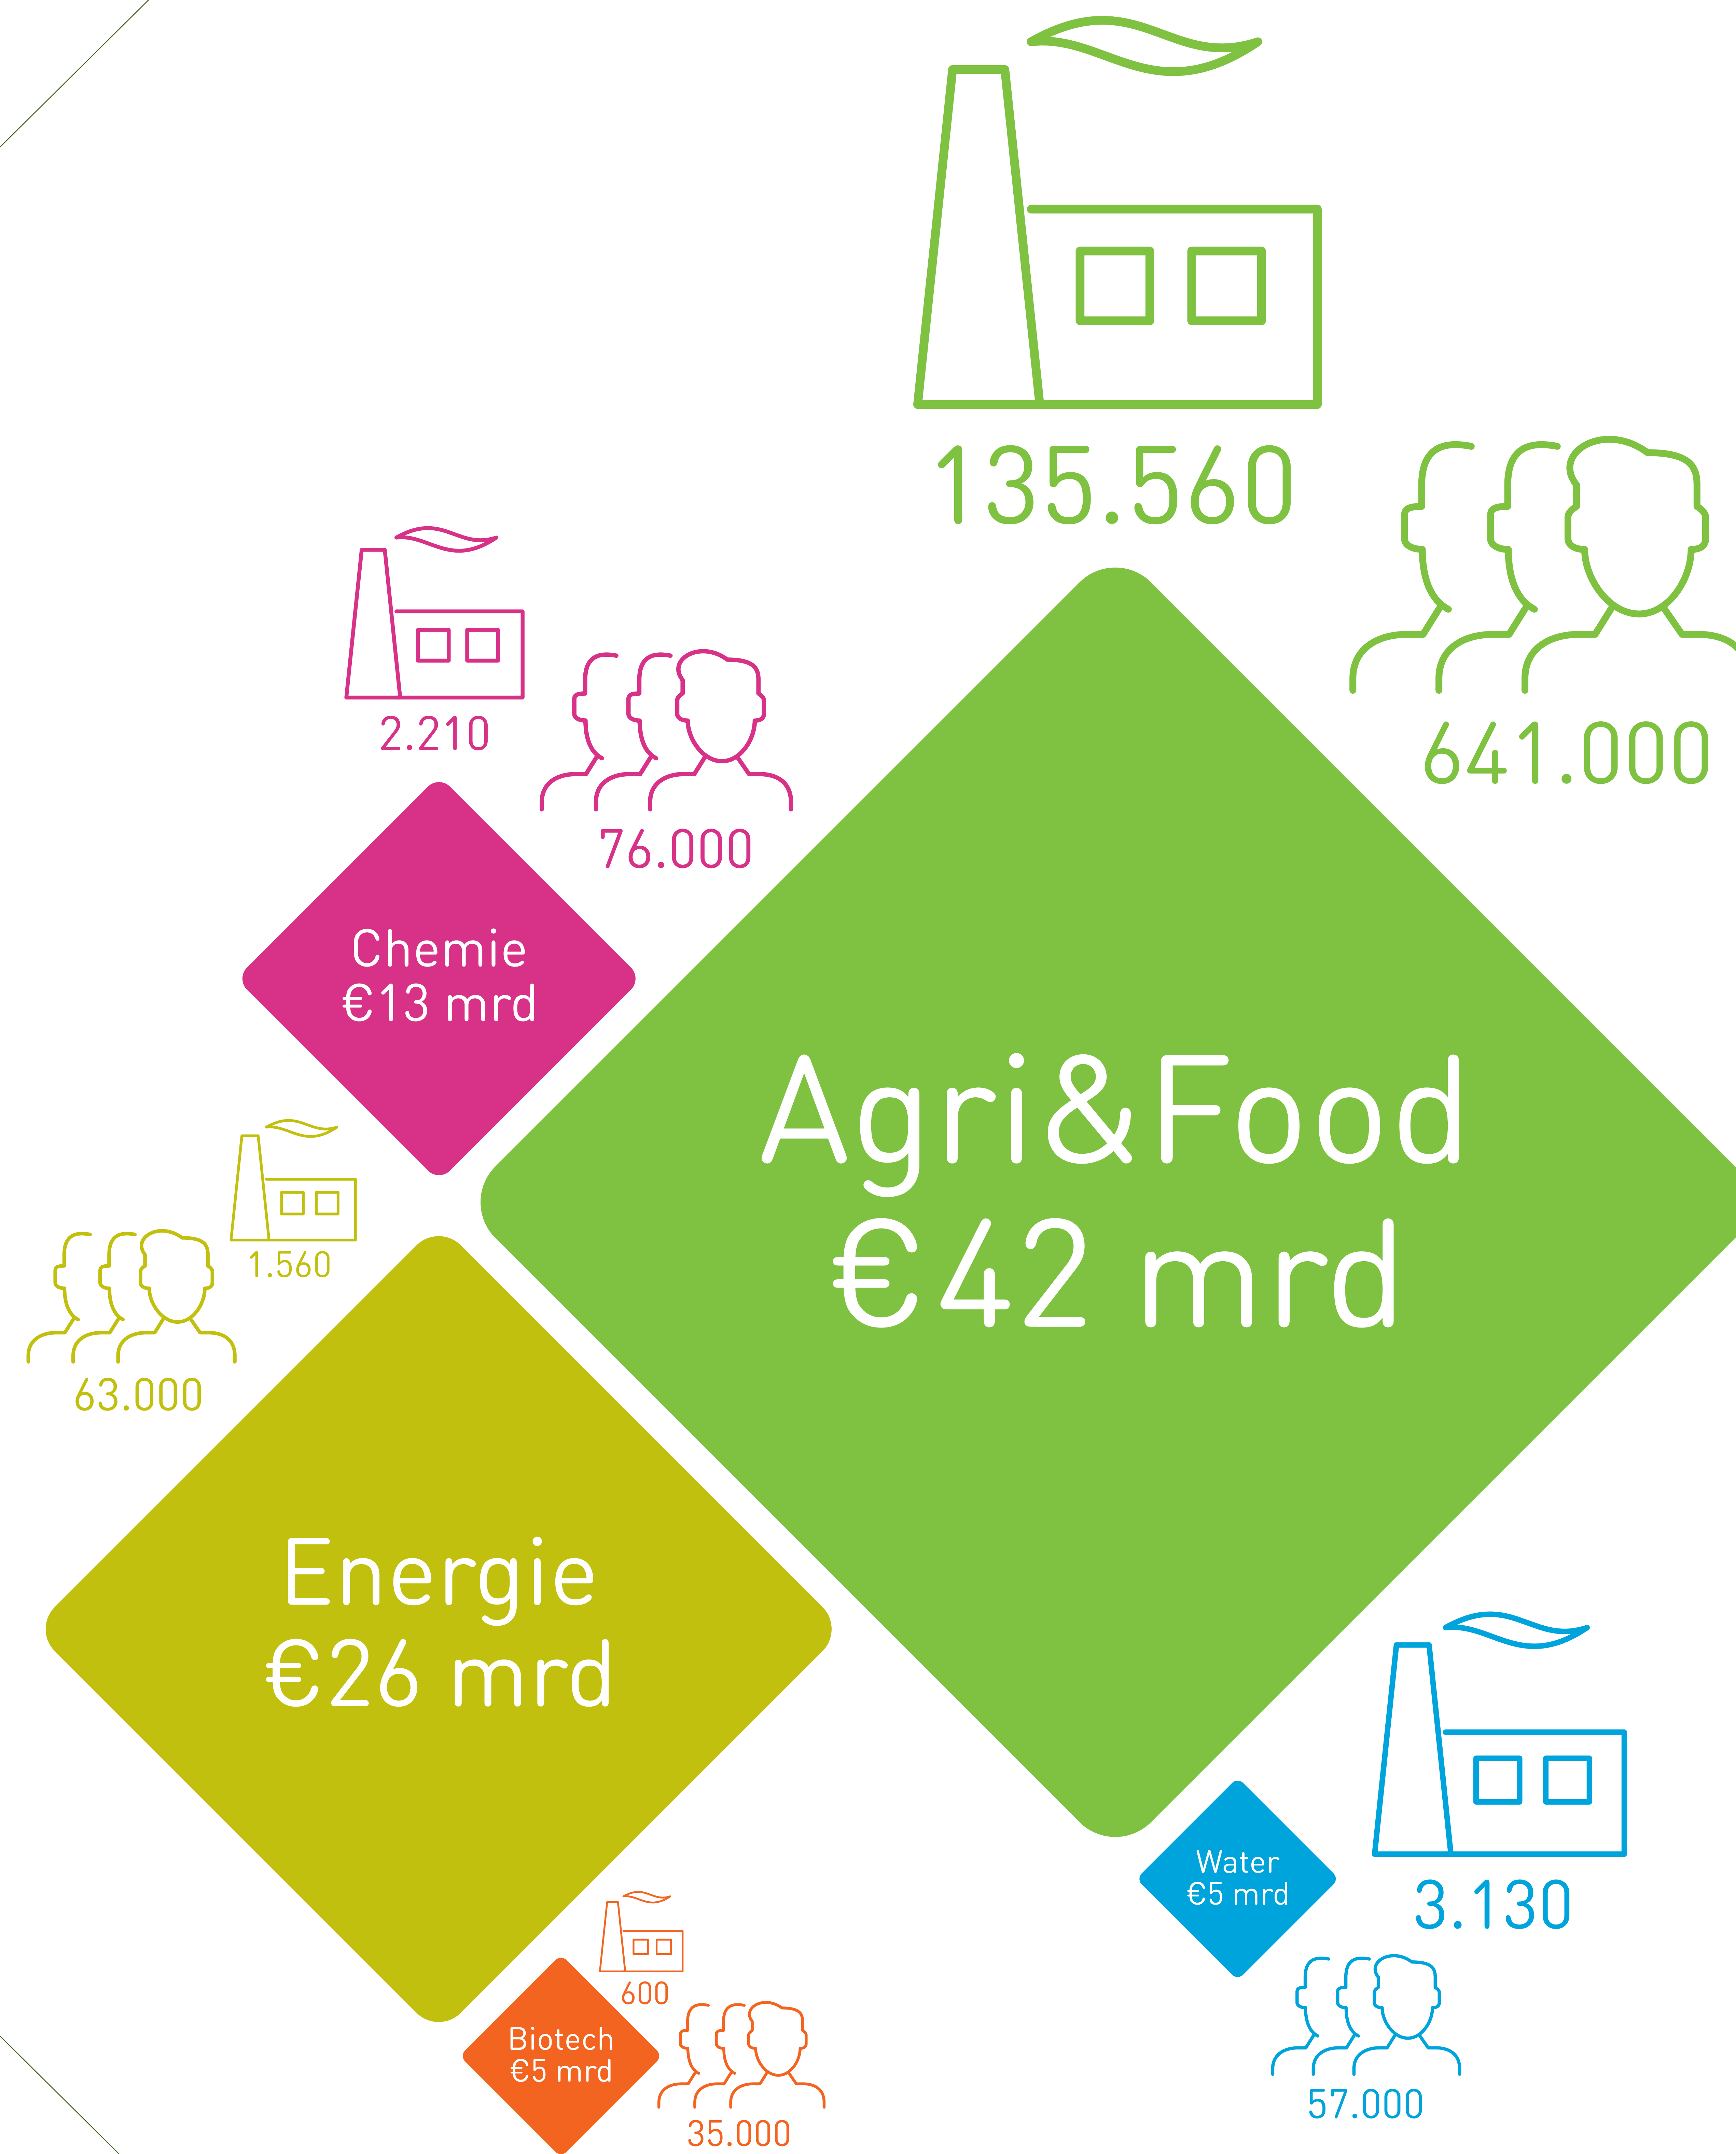 135.560
641.000
2.210
76.000
Chemie
€13 mrd
Agri&Food
€42 mrd
1.560
63.000
Energie
€26 mrd
Water
€5 mrd
3.130
57.000
600
Biotech
€5 mrd
35.000